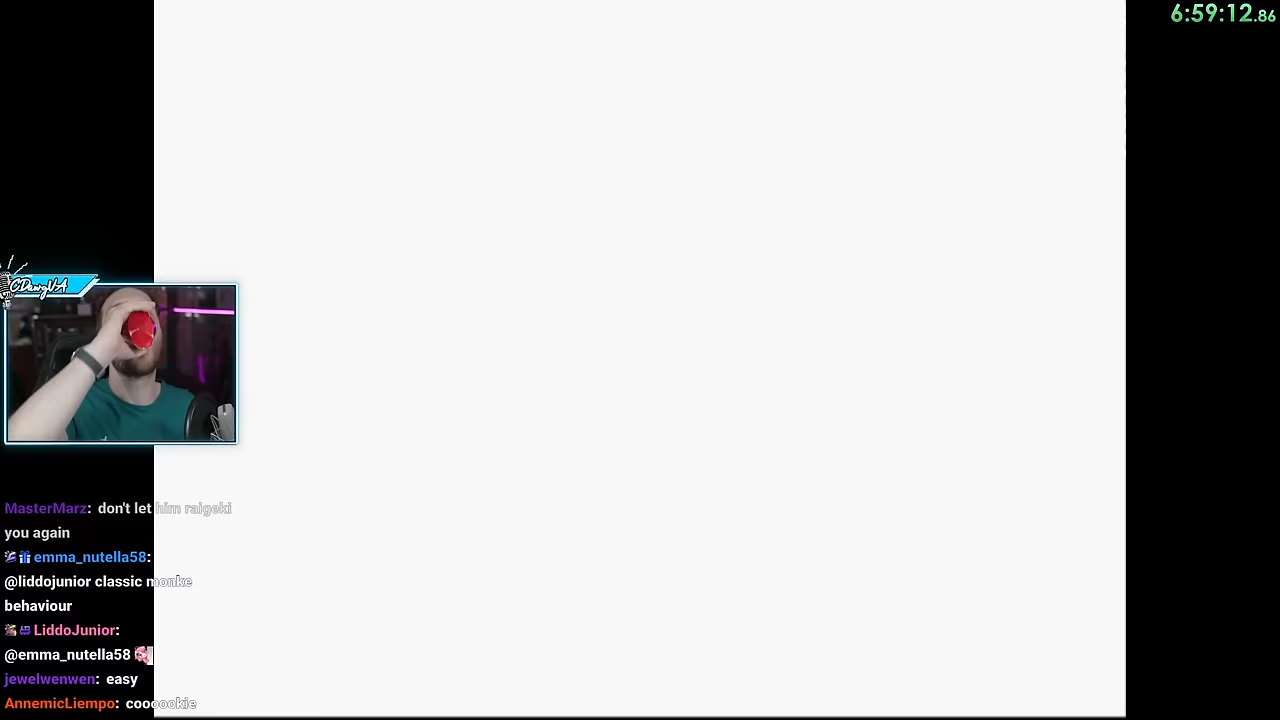 6:59:12.86
CDawgVA
MasterMarz: don't let him raigeki
you again
emma_nutella58:
@liddojunior classic monke
behaviour
LiddoJunior:
@emma_nutella58
jewelwenwen: easy
AnnemicLiempo: coooookie